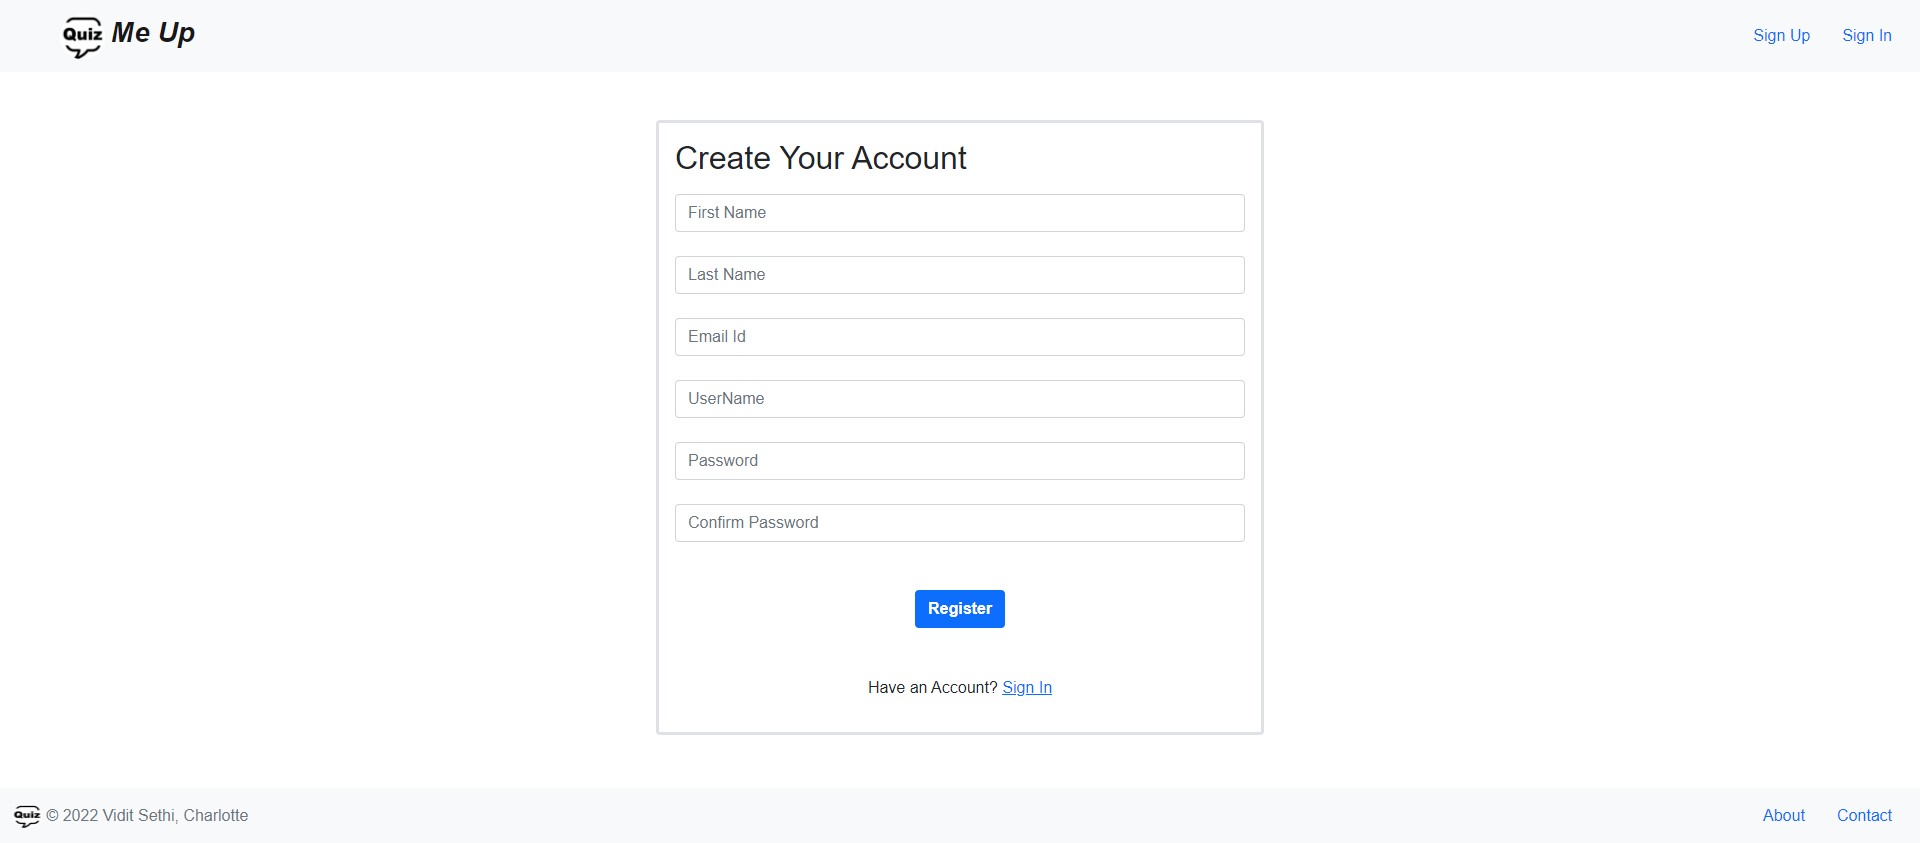 Quiz Me Up
Sign Up Sign In
Create Your Account
First Name
Last Name
Email Id
UserName
Password
Confirm Password
Register
Have an Account? Sign In
Quiz © 2022 Vidit Sethi, Charlotte
About Contact